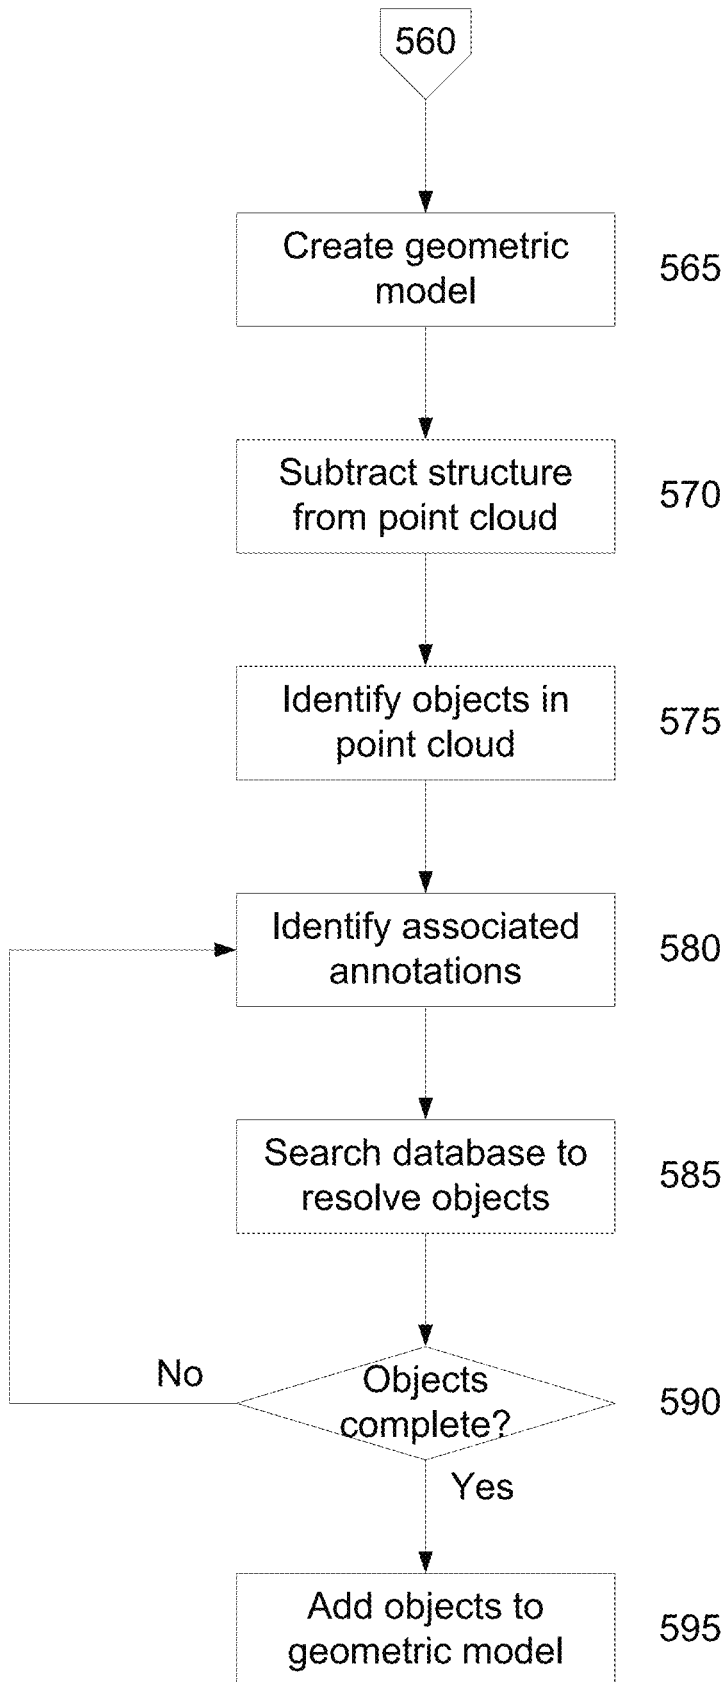 560
Create geometric
model
565
Subtract structure
from point cloud
570
Identify objects in
point cloud
575
Identify associated
annotations
580
Search database to
resolve objects
585
No
Objects
complete?
590
Yes
Add objects to
geometric model
595